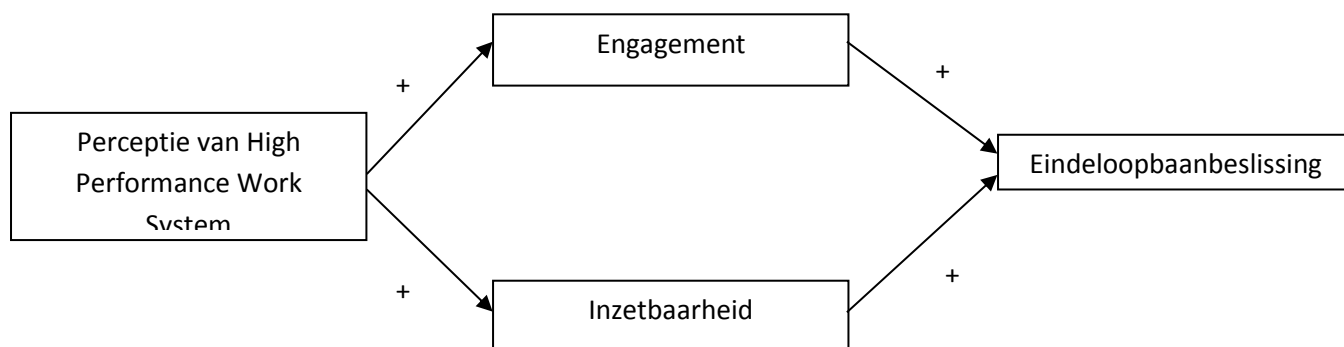 Engagement
+
+
Perceptie van High
Performance Work
System
Eindeloopbaanbeslissing
+
+
Inzetbaarheid